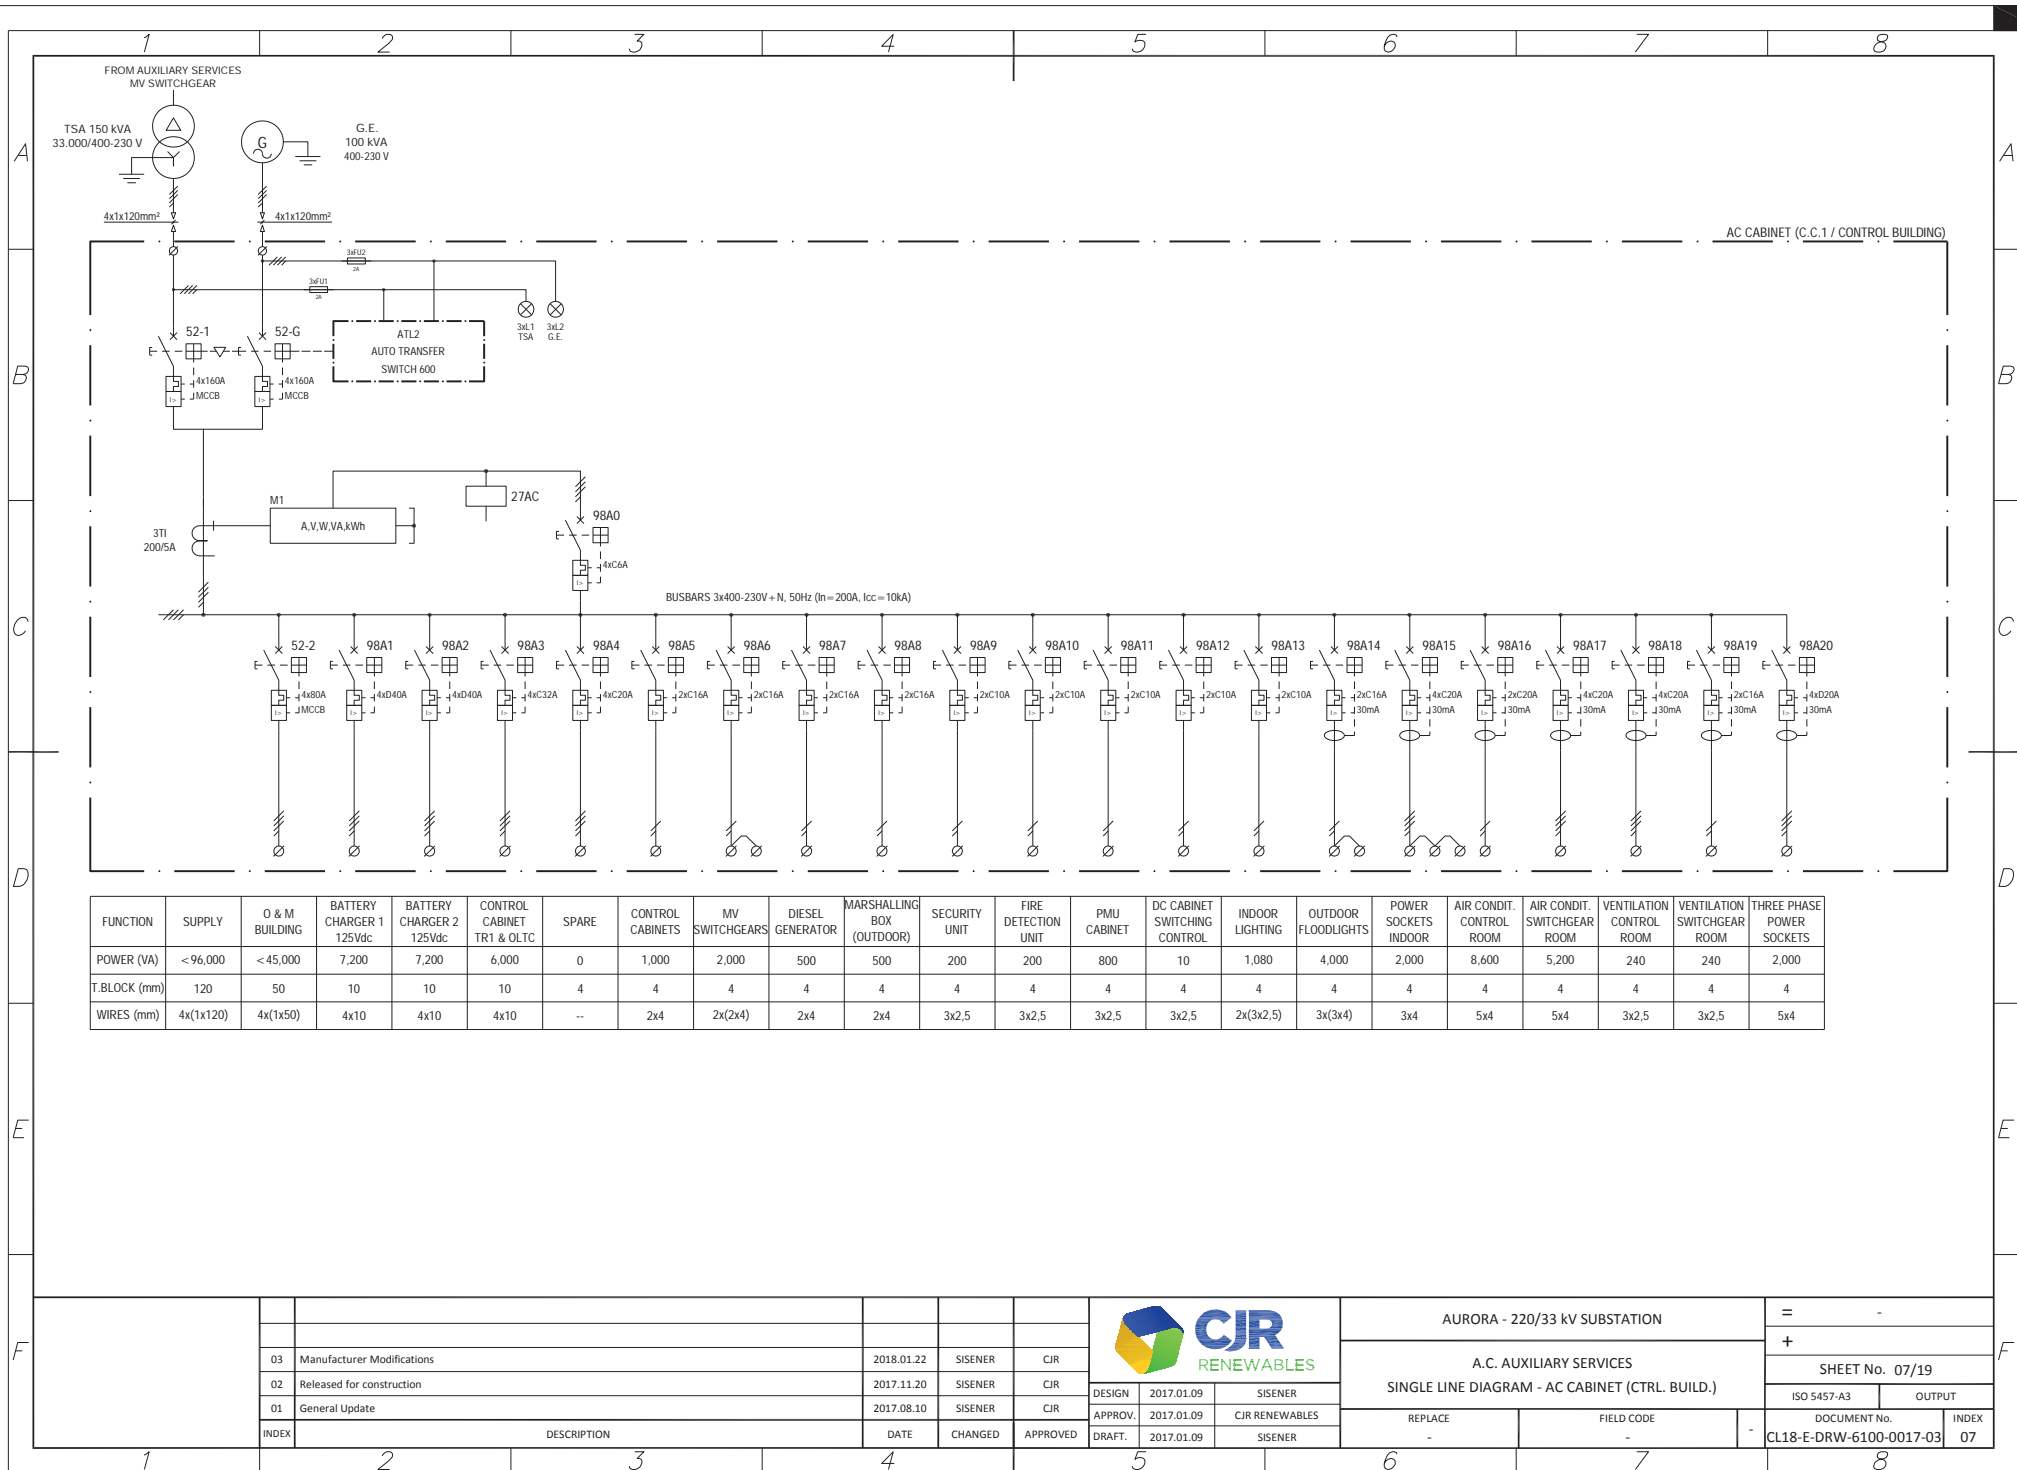 1 2 3 4 5 6 7 8
FROM AUXILIARY SERVICES
MV SWITCHGEAR
TSA 150 kVA
33.000/400-230 V
G
G.E.
100 kVA
400-230 V
A A
4x1x120mm² 4x1x120mm²
AC CABINET (C.C.1 / CONTROL BUILDING)
3xFU2
2A
3xFU1
2A
3xL1
TSA
3xL2
G.E.
52-1 52-G
ATL2
AUTO TRANSFER
SWITCH 600
4x160A
MCCB
4x160A
MCCB
I> I>
B B
M1
A,V,W,VA,kWh
27AC
98A0
4xC6A
I>
3TI
200/5A
BUSBARS 3x400-230V+N, 50Hz (In=200A, Icc=10kA)
C C
52-2 98A1 98A2 98A3 98A4 98A5 98A6 98A7 98A8 98A9 98A10 98A11 98A12 98A13 98A14 98A15 98A16 98A17 98A18 98A19 98A20
4x80A 4xD40A 4xD40A 4xC32A 4xC20A 2xC16A 2xC16A 2xC16A 2xC16A 2xC10A 2xC10A 2xC10A 2xC10A 2xC10A 2xC16A 4xC20A 2xC20A 4xC20A 4xC20A 2xC16A 4xD20A
MCCB 30mA 30mA 30mA 30mA 30mA 30mA 30mA
I> I> I> I> I> I> I> I> I> I> I> I> I> I> I> I> I> I> I> I> I>
D D
FUNCTION SUPPLY O & M BUILDING BATTERY CHARGER 1 125Vdc BATTERY CHARGER 2 125Vdc CONTROL CABINET TR1 & OLTC SPARE CONTROL CABINETS MV SWITCHGEARS DIESEL GENERATOR MARSHALLING BOX (OUTDOOR) SECURITY UNIT FIRE DETECTION UNIT PMU CABINET DC CABINET SWITCHING CONTROL INDOOR LIGHTING OUTDOOR FLOODLIGHTS POWER SOCKETS INDOOR AIR CONDIT. CONTROL ROOM AIR CONDIT. SWITCHGEAR ROOM VENTILATION CONTROL ROOM VENTILATION SWITCHGEAR ROOM THREE PHASE POWER SOCKETS
POWER (VA) <96,000 <45,000 7,200 7,200 6,000 0 1,000 2,000 500 500 200 200 800 10 1,080 4,000 2,000 8,600 5,200 240 240 2,000
T.BLOCK (mm) 120 50 10 10 10 4 4 4 4 4 4 4 4 4 4 4 4 4 4 4 4 4
WIRES (mm) 4x(1x120) 4x(1x50) 4x10 4x10 4x10 -- 2x4 2x(2x4) 2x4 2x4 3x2,5 3x2,5 3x2,5 3x2,5 2x(3x2,5) 3x(3x4) 3x4 5x4 5x4 3x2,5 3x2,5 5x4
E E
F F
03 Manufacturer Modifications 2018.01.22 SISENER CJR
02 Released for construction 2017.11.20 SISENER CJR
01 General Update 2017.08.10 SISENER CJR
INDEX DESCRIPTION DATE CHANGED APPROVED
CJR
RENEWABLES
DESIGN 2017.01.09 SISENER
APPROV. 2017.01.09 CJR RENEWABLES
DRAFT. 2017.01.09 SISENER
AURORA - 220/33 kV SUBSTATION
A.C. AUXILIARY SERVICES
SINGLE LINE DIAGRAM - AC CABINET (CTRL. BUILD.)
REPLACE
-
FIELD CODE
-
-
= -
+
SHEET No. 07/19
ISO 5457-A3 OUTPUT
DOCUMENT No. INDEX
CL18-E-DRW-6100-0017-03 07
1 2 3 4 5 6 7 8